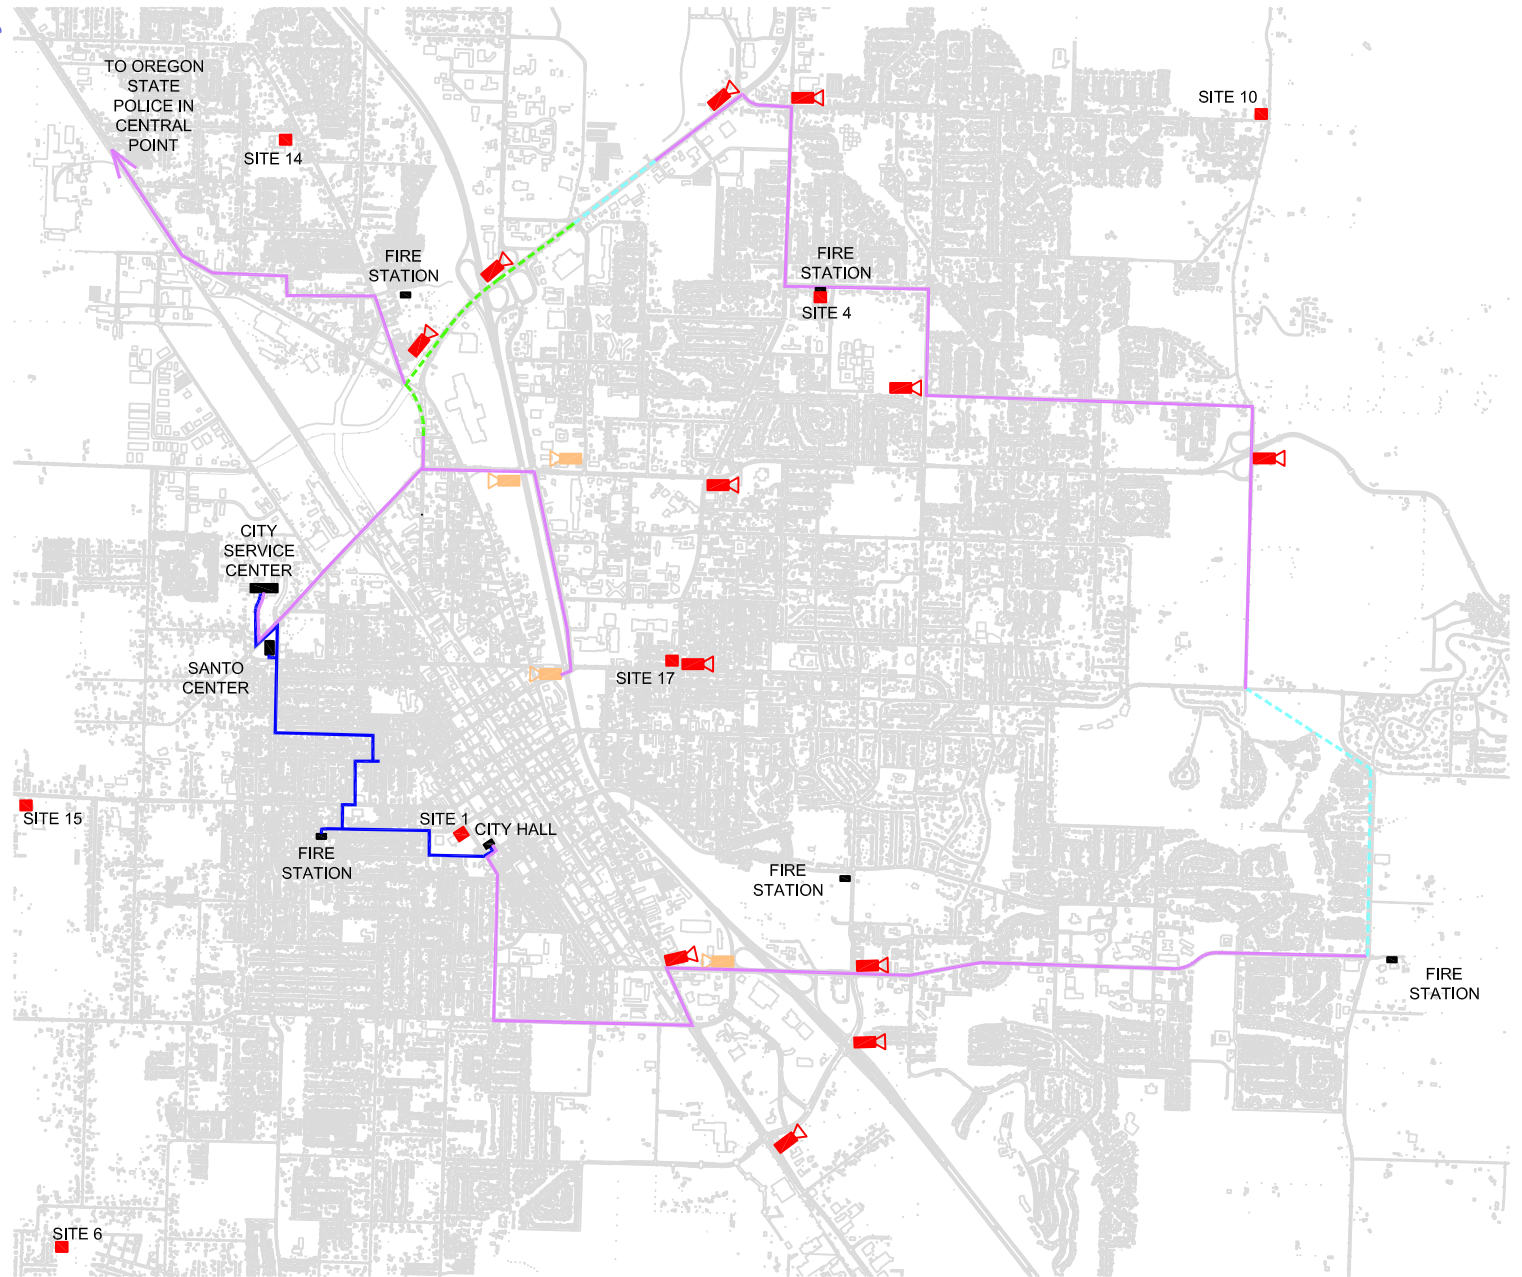 TO OREGON
STATE
POLICE IN
CENTRAL
POINT
SITE 14
SITE 10
FIRE
STATION
FIRE
STATION
SITE 4
CITY
SERVICE
CENTER
SANTO
CENTER
SITE 17
SITE 15
SITE 1
CITY HALL
FIRE
STATION
FIRE
STATION
FIRE
STATION
SITE 6